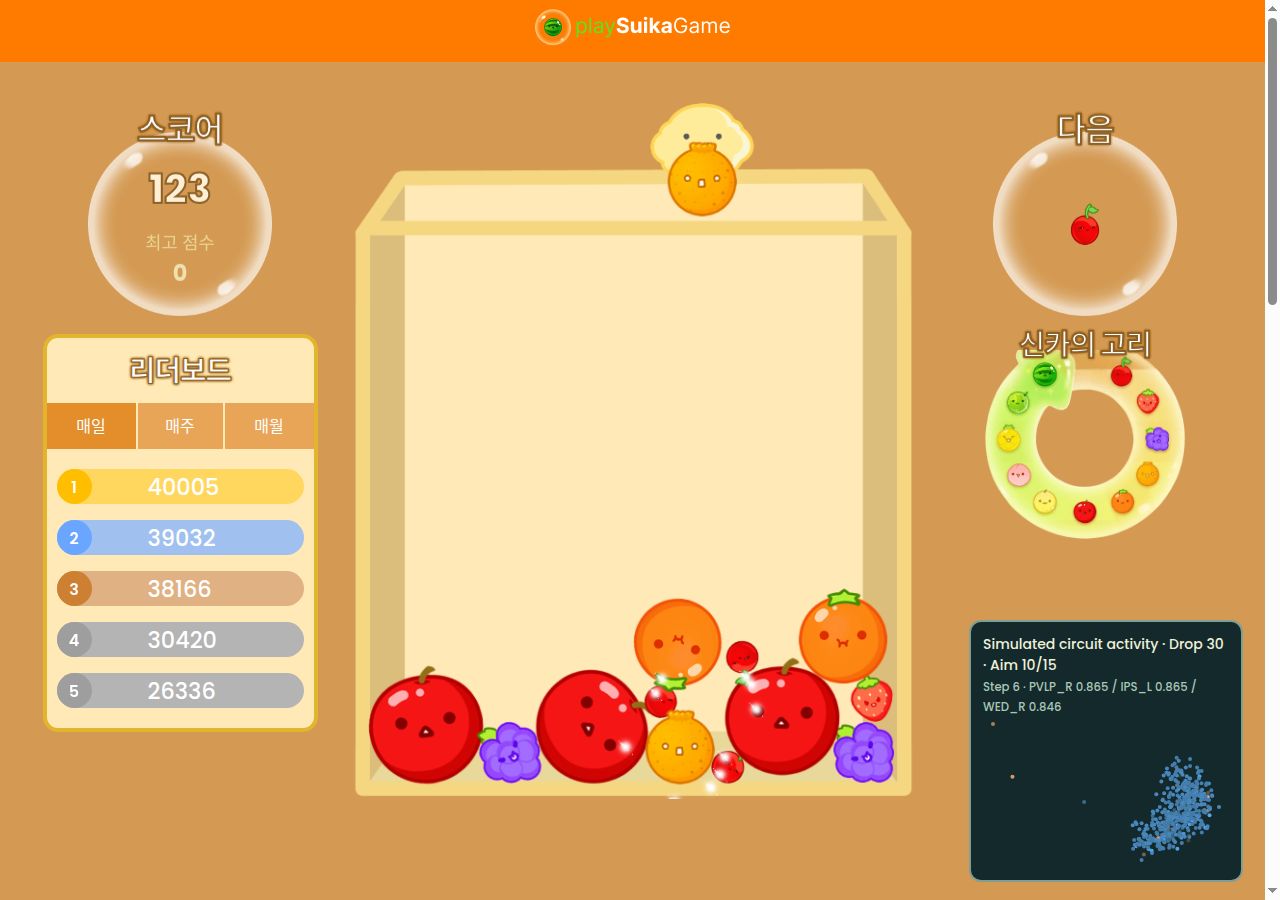 playSuikaGame
스코어
123
최고 점수
0
다음
신카의 고리
리더보드
매일 매주 매월
1 40005
2 39032
3 38166
4 30420
5 26336
Simulated circuit activity · Drop 30
· Aim 10/15
Step 6 · PVLP_R 0.865 / IPS_L 0.865 /
WED_R 0.846